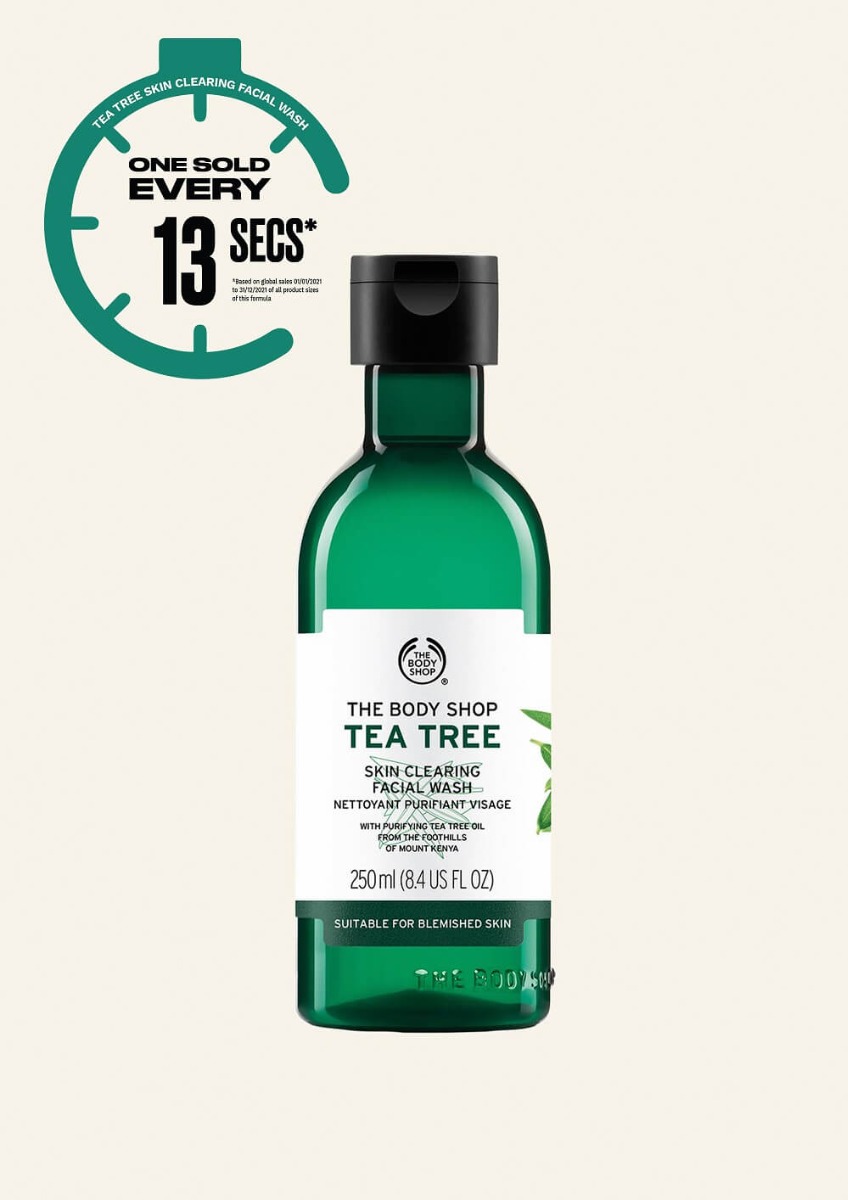 TEA TREE SKIN CLEARING FACIAL WASH
ONE SOLD
EVERY
13 SECS*
*Based on global sales 01/01/2021
to 31/12/2021 of all product sizes
of this formula
THE
BODY
SHOP
®
THE BODY SHOP
TEA TREE
SKIN CLEARING
FACIAL WASH
NETTOYANT PURIFIANT VISAGE
WITH PURIFYING TEA TREE OIL
FROM THE FOOTHILLS
OF MOUNT KENYA
250 ml (8.4 US FL OZ)
SUITABLE FOR BLEMISHED SKIN
THE BODY SHOP